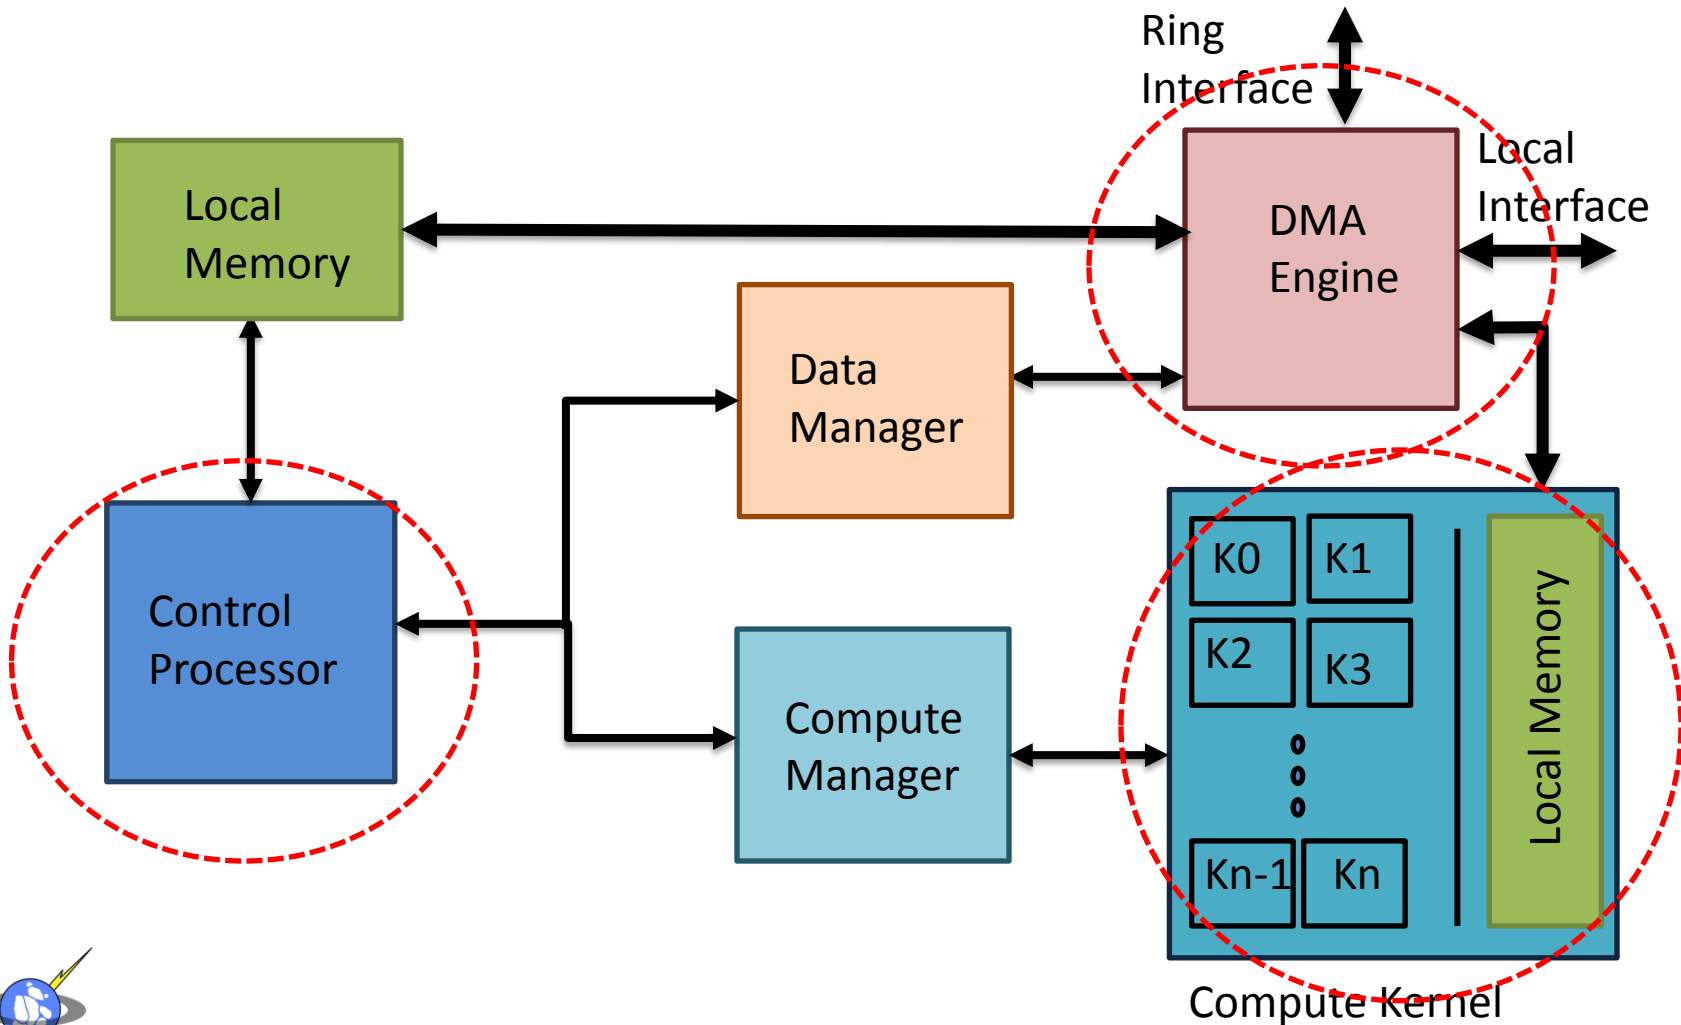 Ring
Interface
Local
Interface
Local
Memory
DMA
Engine
Data
Manager
Control
Processor
Compute
Manager
K0
K1
K2
K3
Kn-1
Kn
Local Memory
Compute Kernel